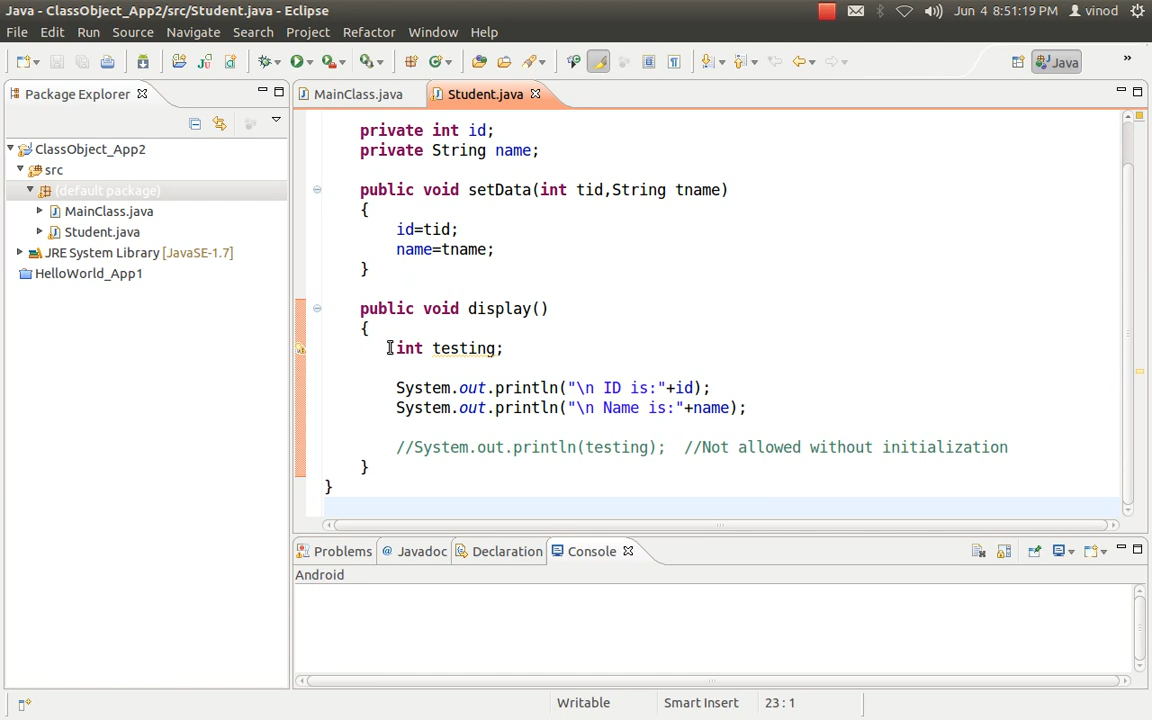 Java - ClassObject_App2/src/Student.java - Eclipse
Jun 4 8:51:19 PM vinod
File Edit View Navigate Search Project Refactor Run Window Help
Java »
Package Explorer
MainClass.java Student.java
ClassObject_App2
src
(default package)
MainClass.java
Student.java
JRE System Library [JavaSE-1.7]
HelloWorld_App1
private int id;
private String name;
public void setData(int tid,String tname)
{
id=tid;
name=tname;
}
public void display()
{
int testing;
System.out.println("\n ID is:"+id);
System.out.println("\n Name is:"+name);
//System.out.println(testing); //Not allowed without initialization
}
}
Problems @ Javadoc Declaration Console
Android
Writable Smart Insert 23 : 1